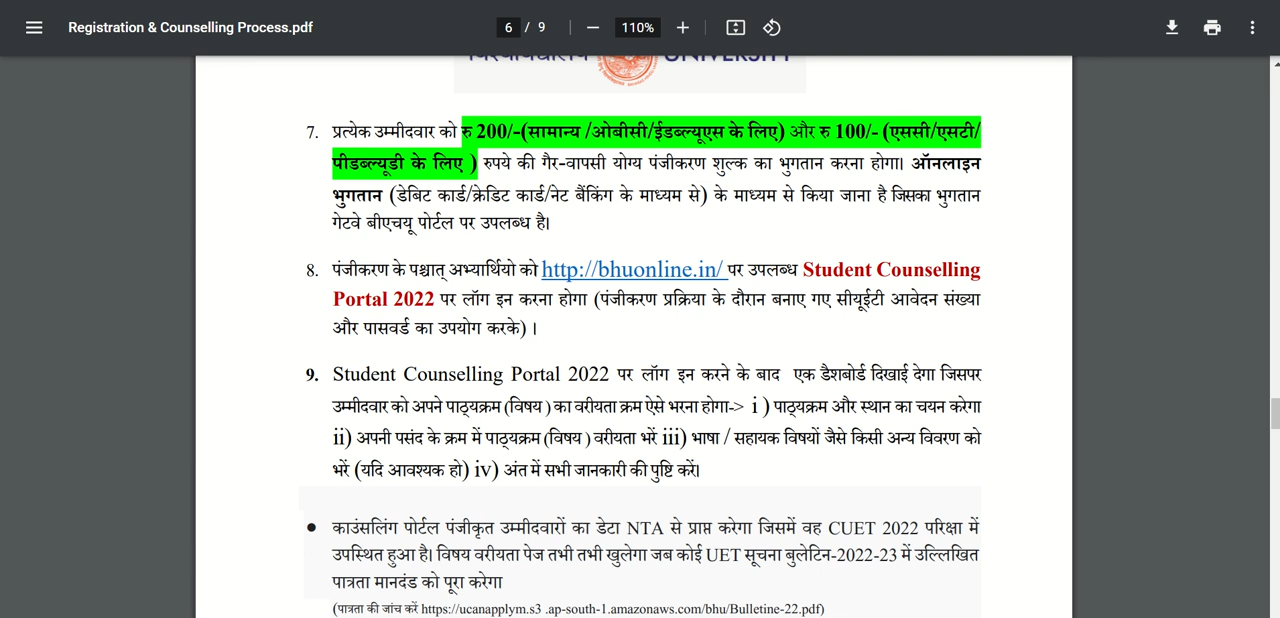 Registration & Counselling Process.pdf
6 / 9
110%
UNIVERSITY
7. प्रत्येक उम्मीदवार को रु 200/-(सामान्य /ओबीसी/ईडब्ल्यूएस के लिए) और रु 100/- (एससी/एसटी/
पीडब्ल्यूडी के लिए ) रुपये की गैर-वापसी योग्य पंजीकरण शुल्क का भुगतान करना होगा। ऑनलाइन
भुगतान (डेबिट कार्ड/क्रेडिट कार्ड/नेट बैंकिंग के माध्यम से) के माध्यम से किया जाना है जिसका भुगतान
गेटवे बीएचयू पोर्टल पर उपलब्ध है।
8. पंजीकरण के पश्चात् अभ्यार्थियो को http://bhuonline.in/ पर उपलब्ध Student Counselling
Portal 2022 पर लॉग इन करना होगा (पंजीकरण प्रक्रिया के दौरान बनाए गए सीयूईटी आवेदन संख्या
और पासवर्ड का उपयोग करके) ।
9. Student Counselling Portal 2022 पर लॉग इन करने के बाद एक डैशबोर्ड दिखाई देगा जिसपर
उम्मीदवार को अपने पाठ्यक्रम (विषय ) का वरीयता क्रम ऐसे भरना होगा-> i ) पाठ्यक्रम और स्थान का चयन करेगा
ii) अपनी पसंद के क्रम में पाठ्यक्रम (विषय ) वरीयता भरें iii) भाषा / सहायक विषयों जैसे किसी अन्य विवरण को
भरें (यदि आवश्यक हो) iv) अंत में सभी जानकारी की पुष्टि करें।
• काउंसलिंग पोर्टल पंजीकृत उम्मीदवारों का डेटा NTA से प्राप्त करेगा जिसमें वह CUET 2022 परिक्षा में
उपस्थित हुआ है। विषय वरीयता पेज तभी तभी खुलेगा जब कोई UET सूचना बुलेटिन-2022-23 में उल्लिखित
पात्रता मानदंड को पूरा करेगा
(पात्रता की जांच करें https://ucanapplym.s3 .ap-south-1.amazonaws.com/bhu/Bulletine-22.pdf)